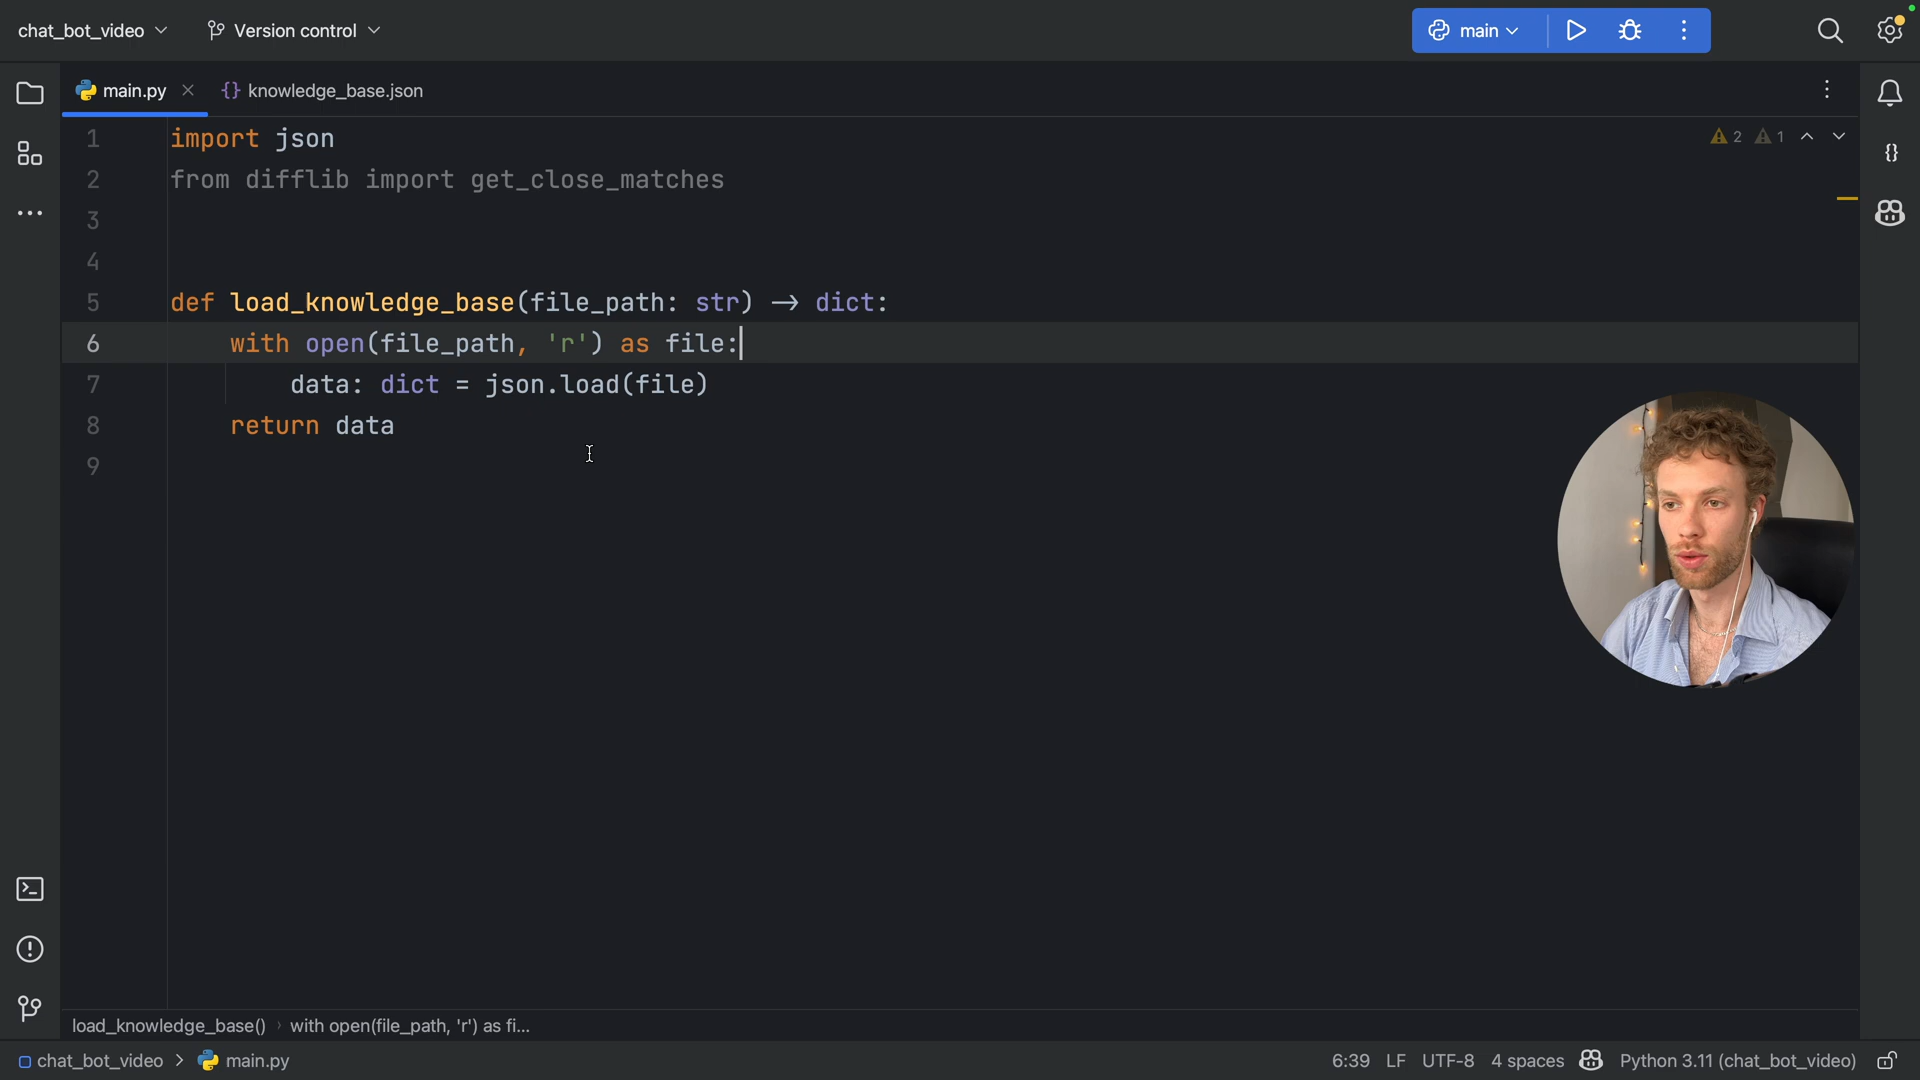 chat_bot_video
Version control
main
main.py
{} knowledge_base.json
2 1
1 import json
2 from difflib import get_close_matches
3
4
5 def load_knowledge_base(file_path: str) → dict:
6 with open(file_path, 'r') as file:
7 data: dict = json.load(file)
8 return data
9
load_knowledge_base() › with open(file_path, 'r') as fi...
chat_bot_video > main.py
6:39 LF UTF-8 4 spaces Python 3.11 (chat_bot_video)